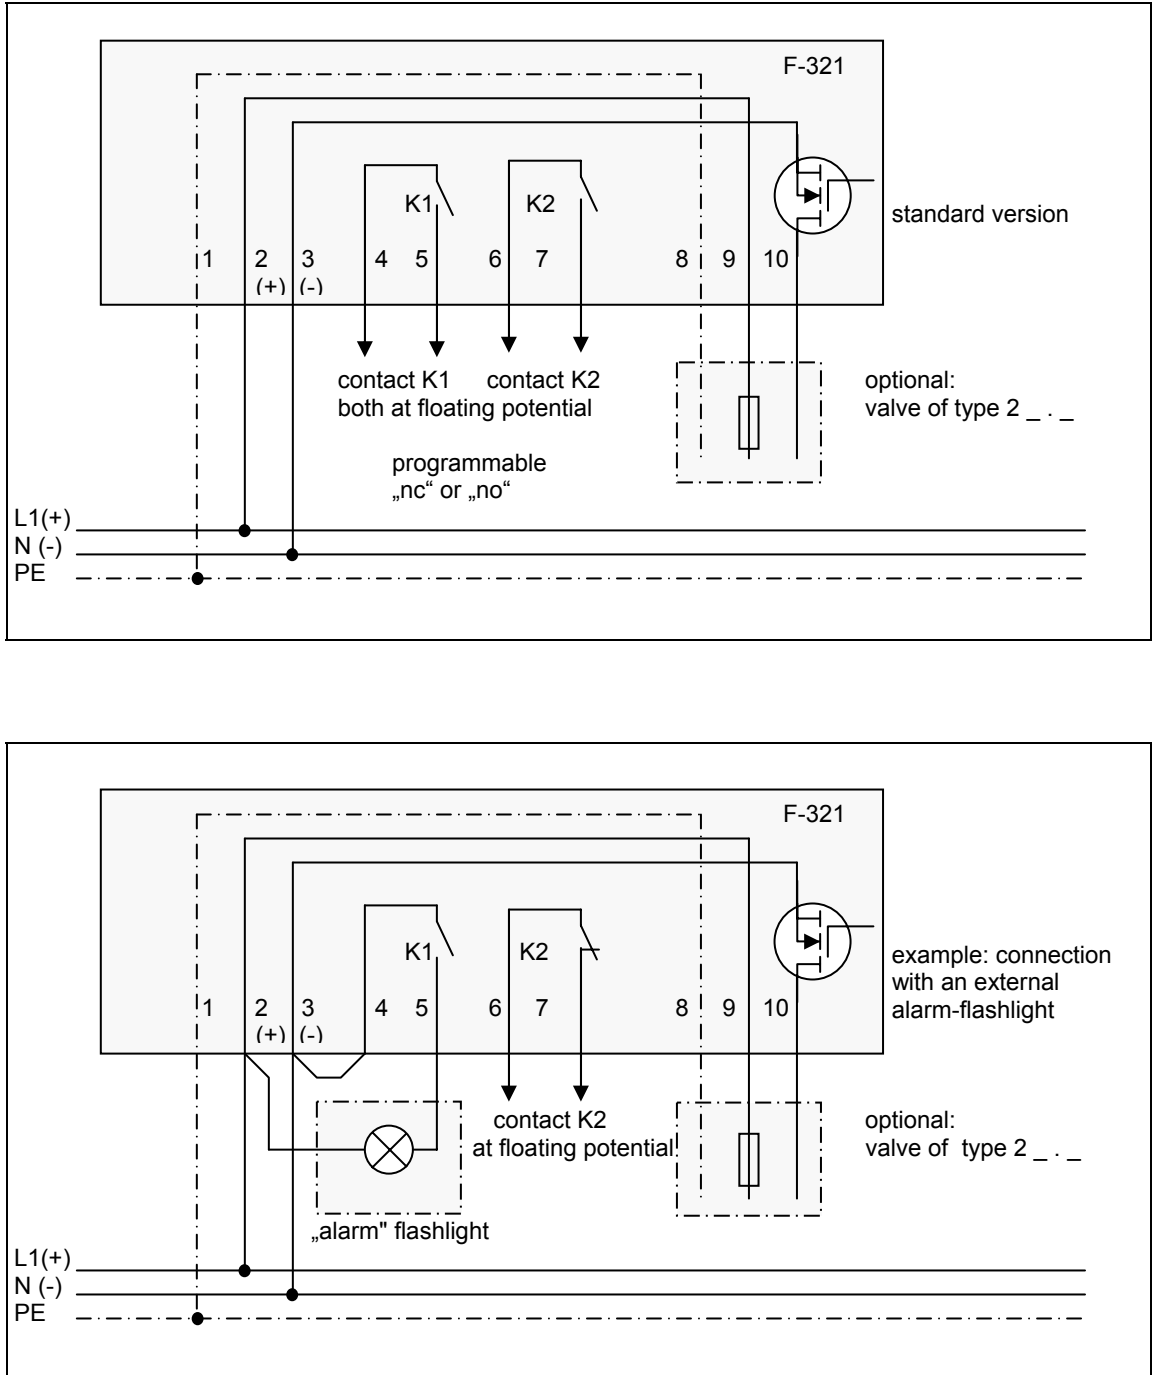 F-321
K1 K2
standard version
1 2 3 4 5 6 7 8 9 10
(+) (-)
contact K1 contact K2
both at floating potential
optional:
valve of type 2 _ . _
programmable
„nc“ or „no“
L1(+)
N (-)
PE
F-321
K1 K2
example: connection
with an external
alarm-flashlight
1 2 3 4 5 6 7 8 9 10
(+) (-)
contact K2
at floating potential
optional:
valve of type 2 _ . _
„alarm" flashlight
L1(+)
N (-)
PE